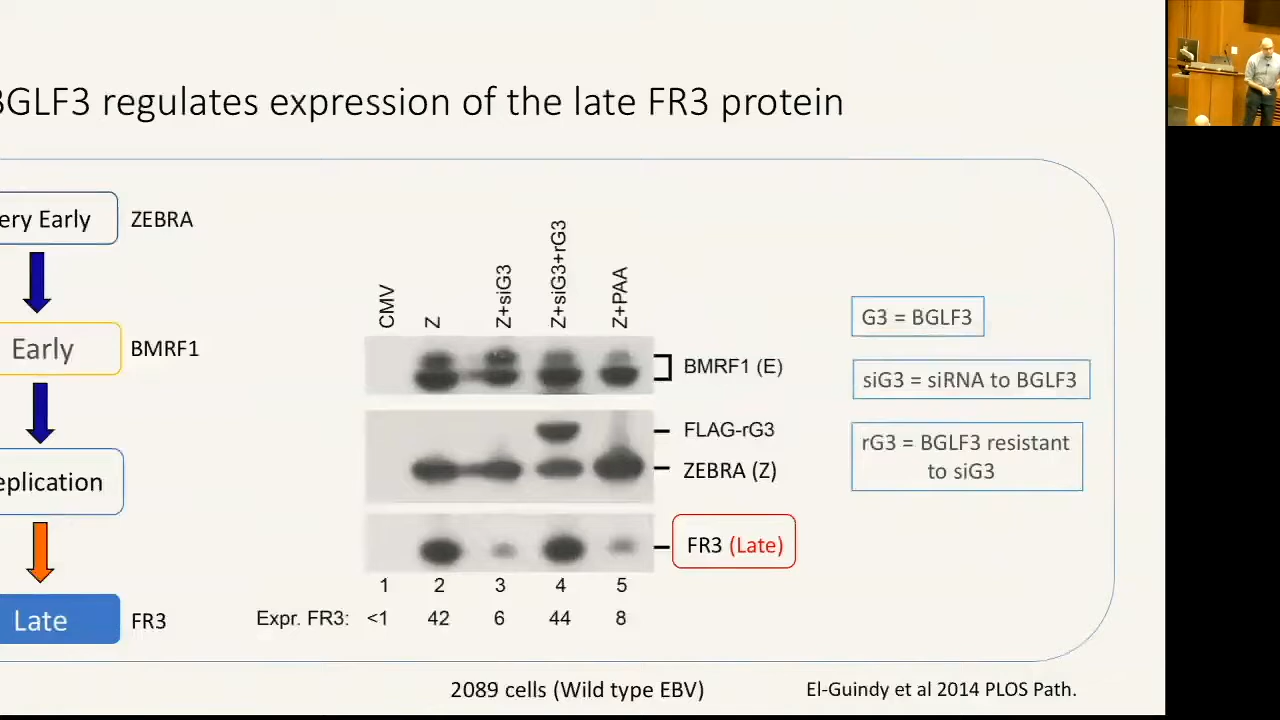 BGLF3 regulates expression of the late FR3 protein
ery Early
ZEBRA
Early
BMRF1
eplication
Late
FR3
CMV
Z
Z+siG3
Z+siG3+rG3
Z+PAA
BMRF1 (E)
FLAG-rG3
ZEBRA (Z)
FR3 (Late)
1 2 3 4 5
Expr. FR3: <1 42 6 44 8
G3 = BGLF3
siG3 = siRNA to BGLF3
rG3 = BGLF3 resistant
to siG3
2089 cells (Wild type EBV)
El-Guindy et al 2014 PLOS Path.